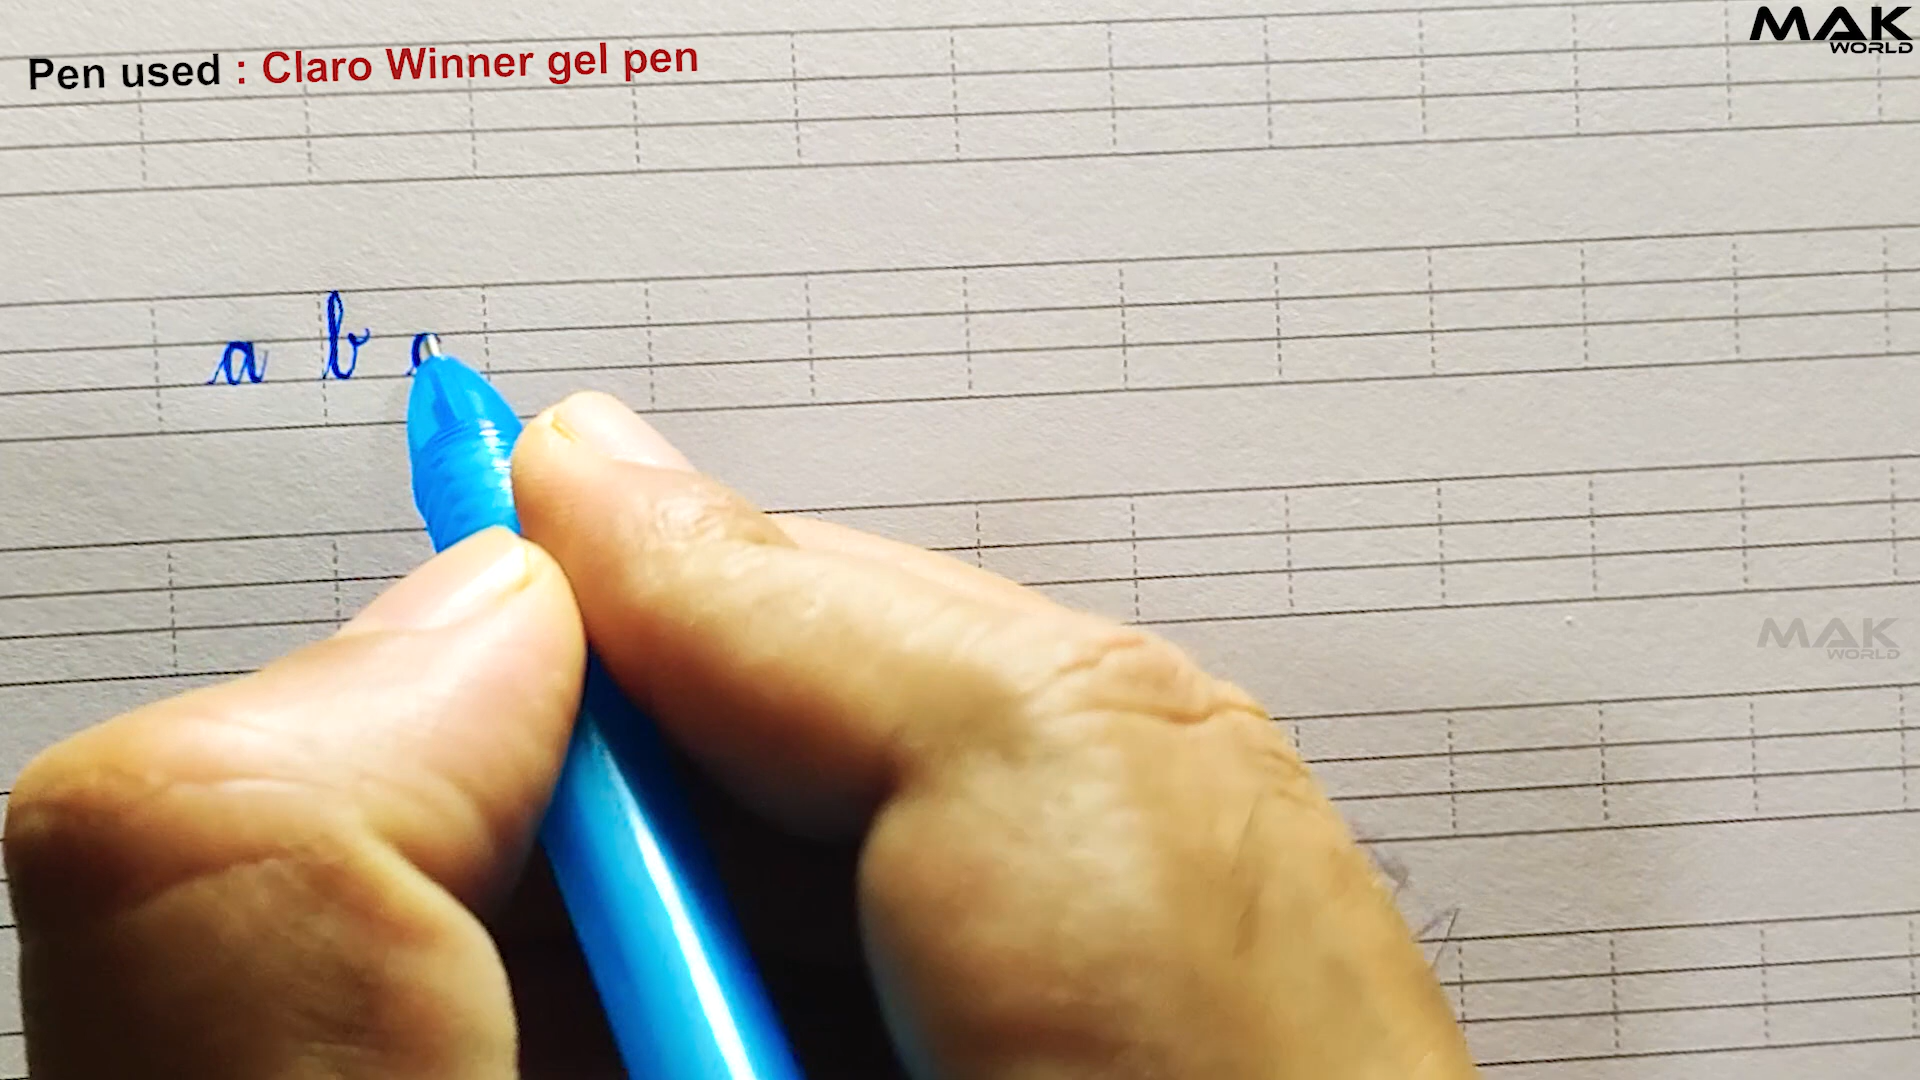 Pen used : Claro Winner gel pen
MAK
WORLD
a b
MAK
WORLD